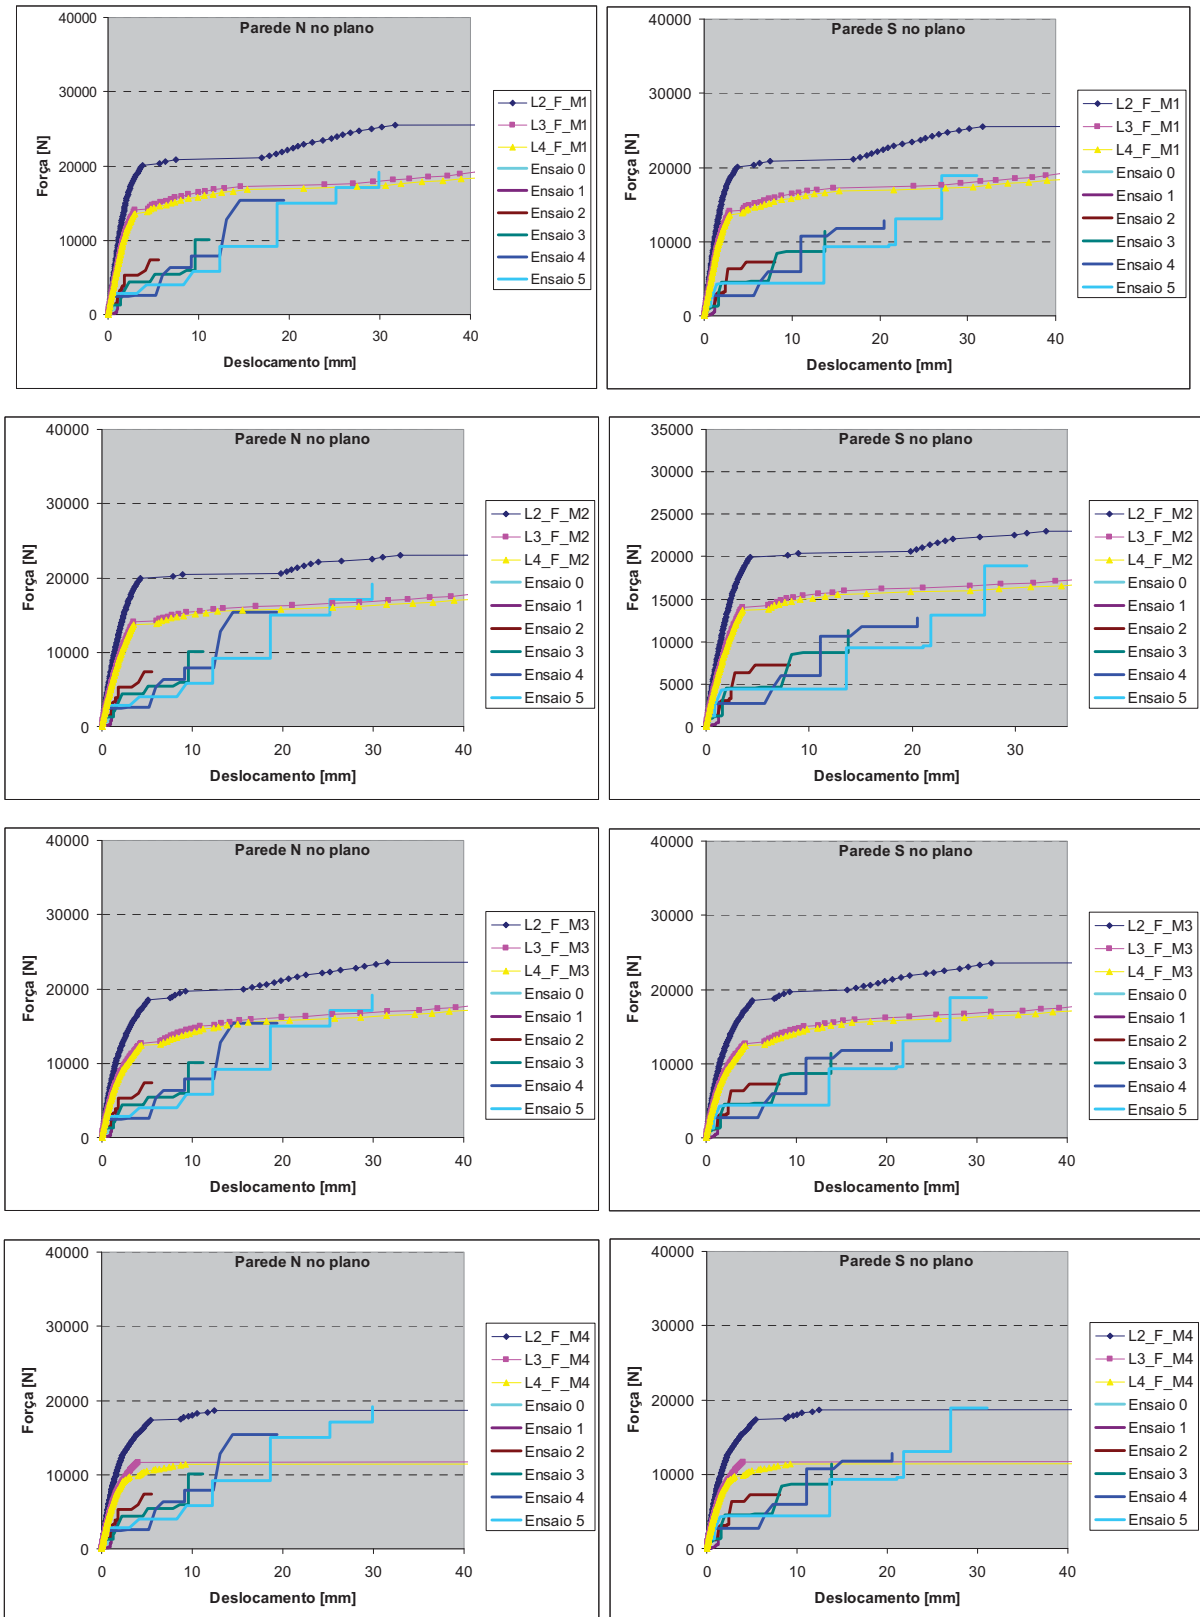 Parede N no plano
40000
30000
20000
10000
0
Força [N]
0 10 20 30 40
Deslocamento [mm]
L2_F_M1
L3_F_M1
L4_F_M1
Ensaio 0
Ensaio 1
Ensaio 2
Ensaio 3
Ensaio 4
Ensaio 5
Parede S no plano
40000
30000
20000
10000
0
Força [N]
0 10 20 30 40
Deslocamento [mm]
L2_F_M1
L3_F_M1
L4_F_M1
Ensaio 0
Ensaio 1
Ensaio 2
Ensaio 3
Ensaio 4
Ensaio 5
Parede N no plano
40000
30000
20000
10000
0
Força [N]
0 10 20 30 40
Deslocamento [mm]
L2_F_M2
L3_F_M2
L4_F_M2
Ensaio 0
Ensaio 1
Ensaio 2
Ensaio 3
Ensaio 4
Ensaio 5
Parede S no plano
35000
30000
25000
20000
15000
10000
5000
0
Força [N]
0 10 20 30
Deslocamento [mm]
L2_F_M2
L3_F_M2
L4_F_M2
Ensaio 0
Ensaio 1
Ensaio 2
Ensaio 3
Ensaio 4
Ensaio 5
Parede N no plano
40000
30000
20000
10000
0
Força [N]
0 10 20 30 40
Deslocamento [mm]
L2_F_M3
L3_F_M3
L4_F_M3
Ensaio 0
Ensaio 1
Ensaio 2
Ensaio 3
Ensaio 4
Ensaio 5
Parede S no plano
40000
30000
20000
10000
0
Força [N]
0 10 20 30 40
Deslocamento [mm]
L2_F_M3
L3_F_M3
L4_F_M3
Ensaio 0
Ensaio 1
Ensaio 2
Ensaio 3
Ensaio 4
Ensaio 5
Parede N no plano
40000
30000
20000
10000
0
Força [N]
0 10 20 30 40
Deslocamento [mm]
L2_F_M4
L3_F_M4
L4_F_M4
Ensaio 0
Ensaio 1
Ensaio 2
Ensaio 3
Ensaio 4
Ensaio 5
Parede S no plano
40000
30000
20000
10000
0
Força [N]
0 10 20 30 40
Deslocamento [mm]
L2_F_M4
L3_F_M4
L4_F_M4
Ensaio 0
Ensaio 1
Ensaio 2
Ensaio 3
Ensaio 4
Ensaio 5